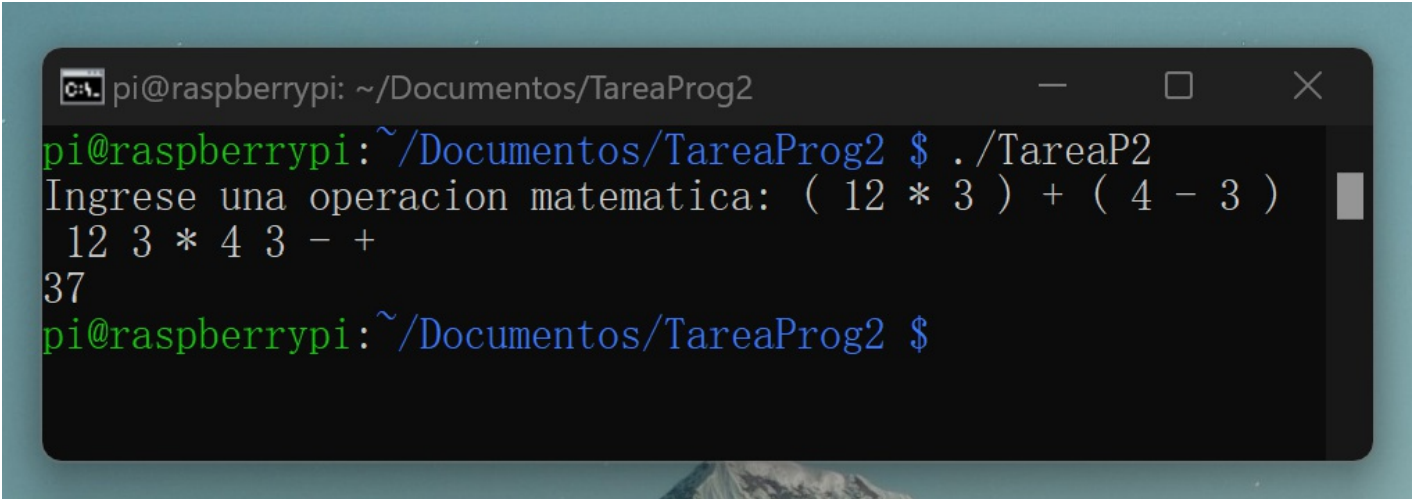 C:\.
pi@raspberrypi: ~/Documentos/TareaProg2
pi@raspberrypi:~/Documentos/TareaProg2 $ ./TareaP2
Ingrese una operacion matematica: ( 12 * 3 ) + ( 4 - 3 )
 12 3 * 4 3 - +
37
pi@raspberrypi:~/Documentos/TareaProg2 $